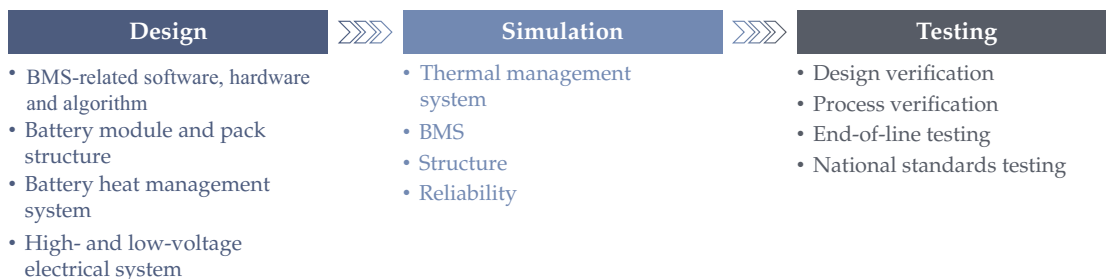 Design
• BMS-related software, hardware
and algorithm
• Battery module and pack
structure
• Battery heat management
system
• High- and low-voltage
electrical system
Simulation
• Thermal management
system
• BMS
• Structure
• Reliability
Testing
• Design verification
• Process verification
• End-of-line testing
• National standards testing